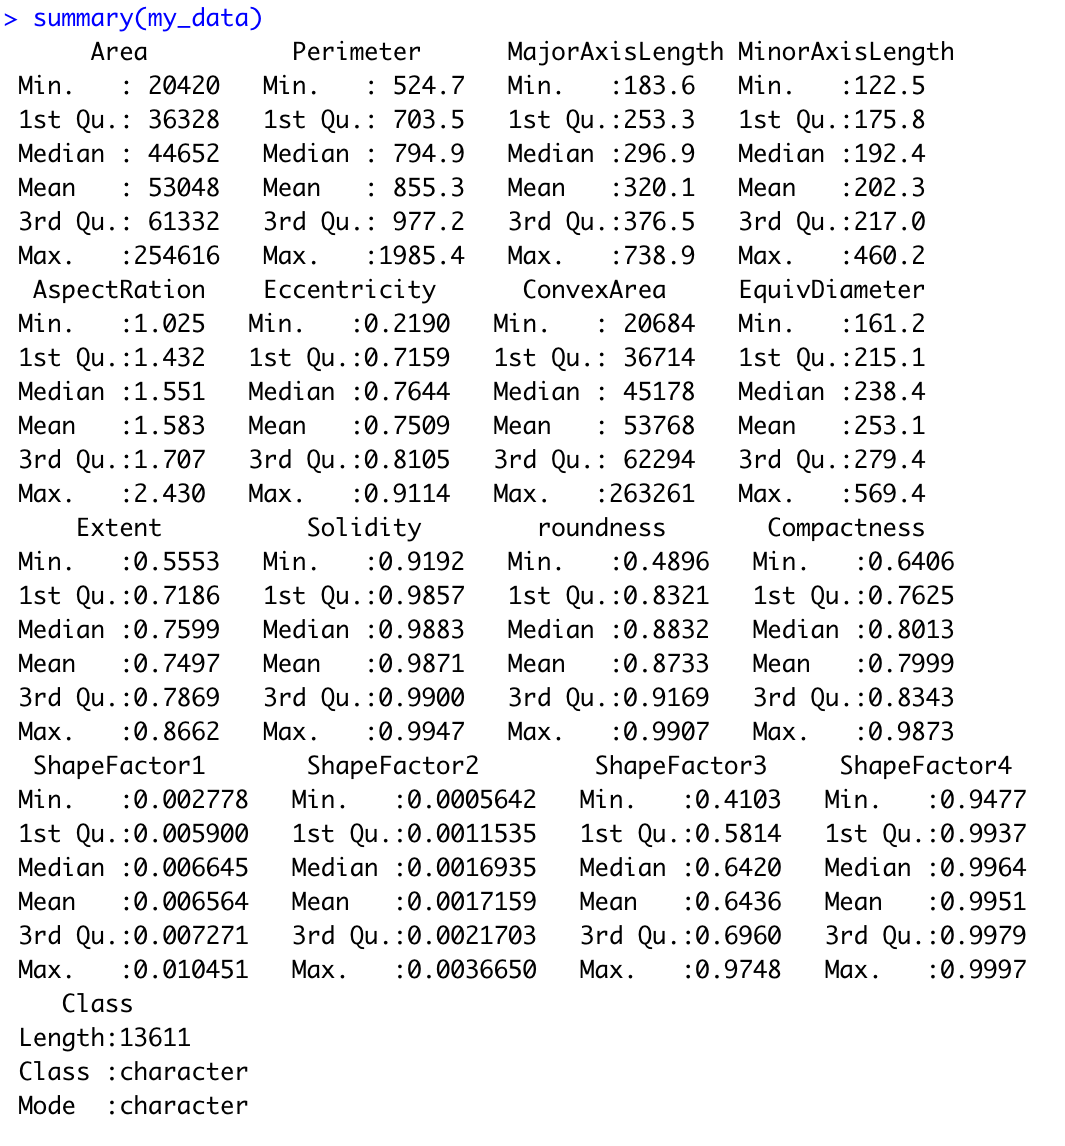 > summary(my_data)
Area Perimeter MajorAxisLength MinorAxisLength
Min. : 20420 Min. : 524.7 Min. :183.6 Min. :122.5
1st Qu.: 36328 1st Qu.: 703.5 1st Qu.:253.3 1st Qu.:175.8
Median : 44652 Median : 794.9 Median :296.9 Median :192.4
Mean : 53048 Mean : 855.3 Mean :320.1 Mean :202.3
3rd Qu.: 61332 3rd Qu.: 977.2 3rd Qu.:376.5 3rd Qu.:217.0
Max. :254616 Max. :1985.4 Max. :738.9 Max. :460.2
AspectRation Eccentricity ConvexArea EquivDiameter
Min. :1.025 Min. :0.2190 Min. : 20684 Min. :161.2
1st Qu.:1.432 1st Qu.:0.7159 1st Qu.: 36714 1st Qu.:215.1
Median :1.551 Median :0.7644 Median : 45178 Median :238.4
Mean :1.583 Mean :0.7509 Mean : 53768 Mean :253.1
3rd Qu.:1.707 3rd Qu.:0.8105 3rd Qu.: 62294 3rd Qu.:279.4
Max. :2.430 Max. :0.9114 Max. :263261 Max. :569.4
Extent Solidity roundness Compactness
Min. :0.5553 Min. :0.9192 Min. :0.4896 Min. :0.6406
1st Qu.:0.7186 1st Qu.:0.9857 1st Qu.:0.8321 1st Qu.:0.7625
Median :0.7599 Median :0.9883 Median :0.8832 Median :0.8013
Mean :0.7497 Mean :0.9871 Mean :0.8733 Mean :0.7999
3rd Qu.:0.7869 3rd Qu.:0.9900 3rd Qu.:0.9169 3rd Qu.:0.8343
Max. :0.8662 Max. :0.9947 Max. :0.9907 Max. :0.9873
ShapeFactor1 ShapeFactor2 ShapeFactor3 ShapeFactor4
Min. :0.002778 Min. :0.0005642 Min. :0.4103 Min. :0.9477
1st Qu.:0.005900 1st Qu.:0.0011535 1st Qu.:0.5814 1st Qu.:0.9937
Median :0.006645 Median :0.0016935 Median :0.6420 Median :0.9964
Mean :0.006564 Mean :0.0017159 Mean :0.6436 Mean :0.9951
3rd Qu.:0.007271 3rd Qu.:0.0021703 3rd Qu.:0.6960 3rd Qu.:0.9979
Max. :0.010451 Max. :0.0036650 Max. :0.9748 Max. :0.9997
Class
Length:13611
Class :character
Mode :character